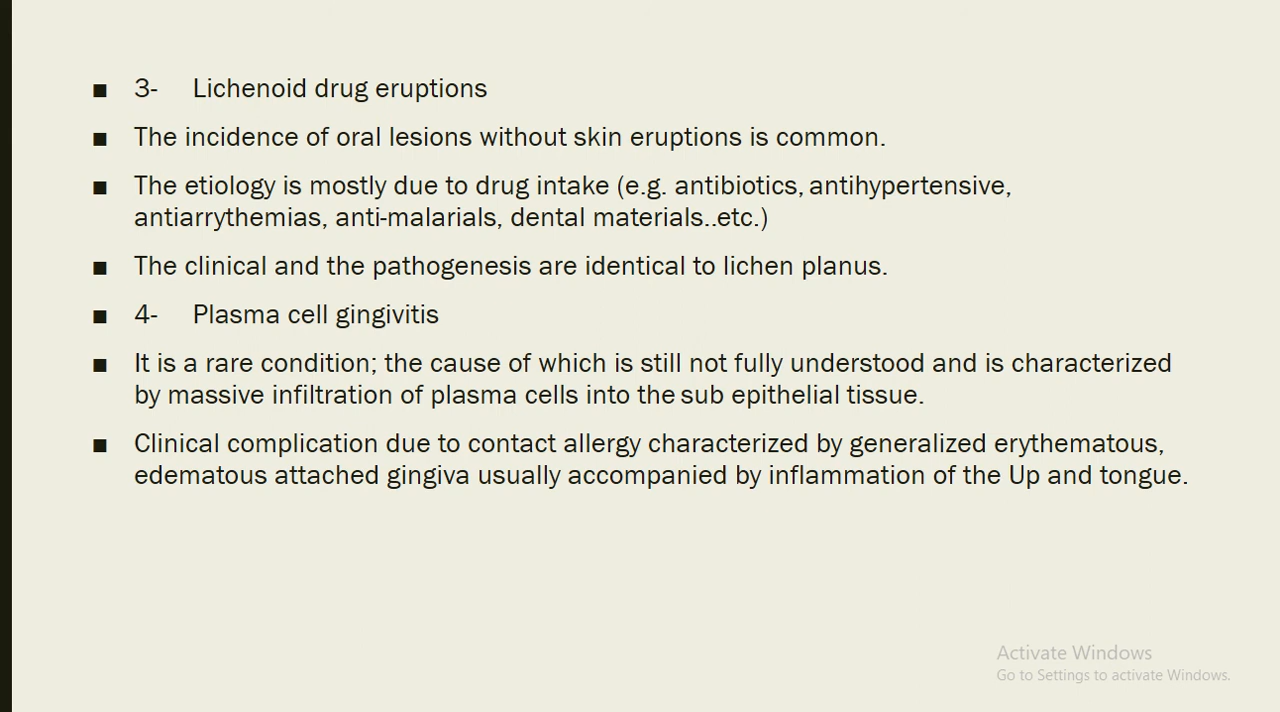 ■ 3- Lichenoid drug eruptions
■ The incidence of oral lesions without skin eruptions is common.
■ The etiology is mostly due to drug intake (e.g. antibiotics, antihypertensive,
antiarrythemias, anti-malarials, dental materials..etc.)
■ The clinical and the pathogenesis are identical to lichen planus.
■ 4- Plasma cell gingivitis
■ It is a rare condition; the cause of which is still not fully understood and is characterized
by massive infiltration of plasma cells into the sub epithelial tissue.
■ Clinical complication due to contact allergy characterized by generalized erythematous,
edematous attached gingiva usually accompanied by inflammation of the Up and tongue.
Activate Windows
Go to Settings to activate Windows.